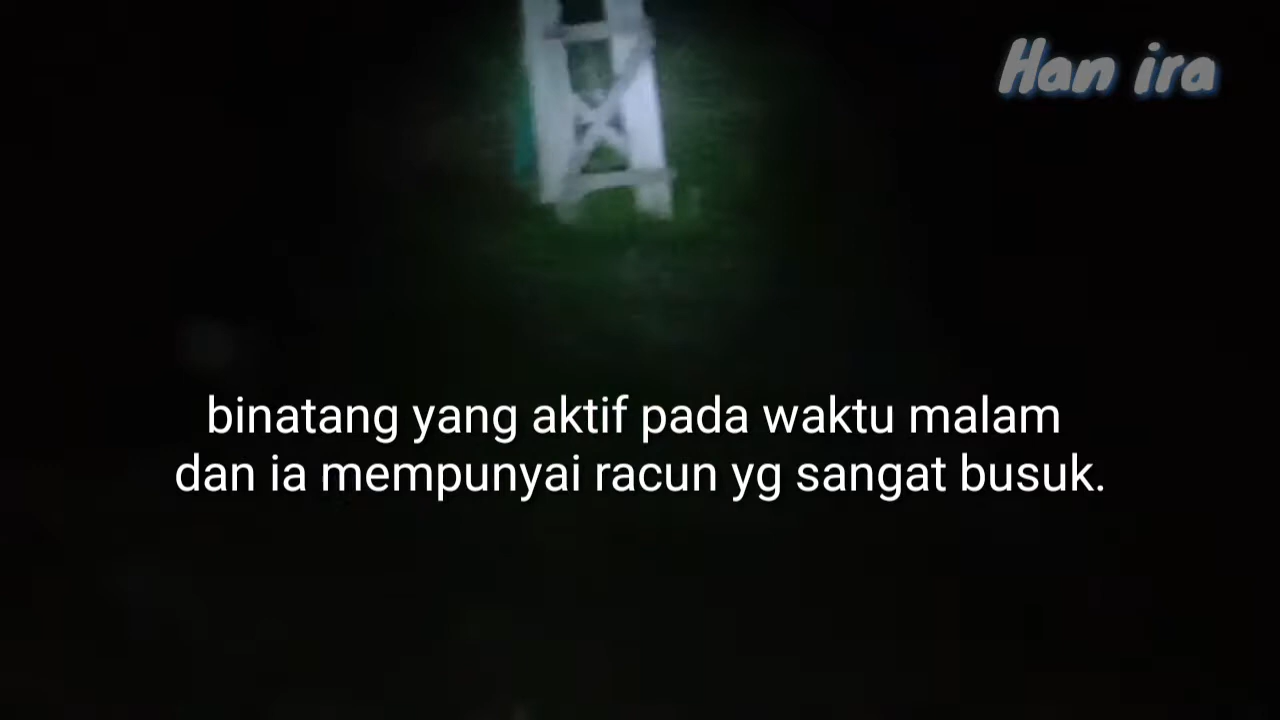 Han ira
binatang yang aktif pada waktu malam
dan ia mempunyai racun yg sangat busuk.